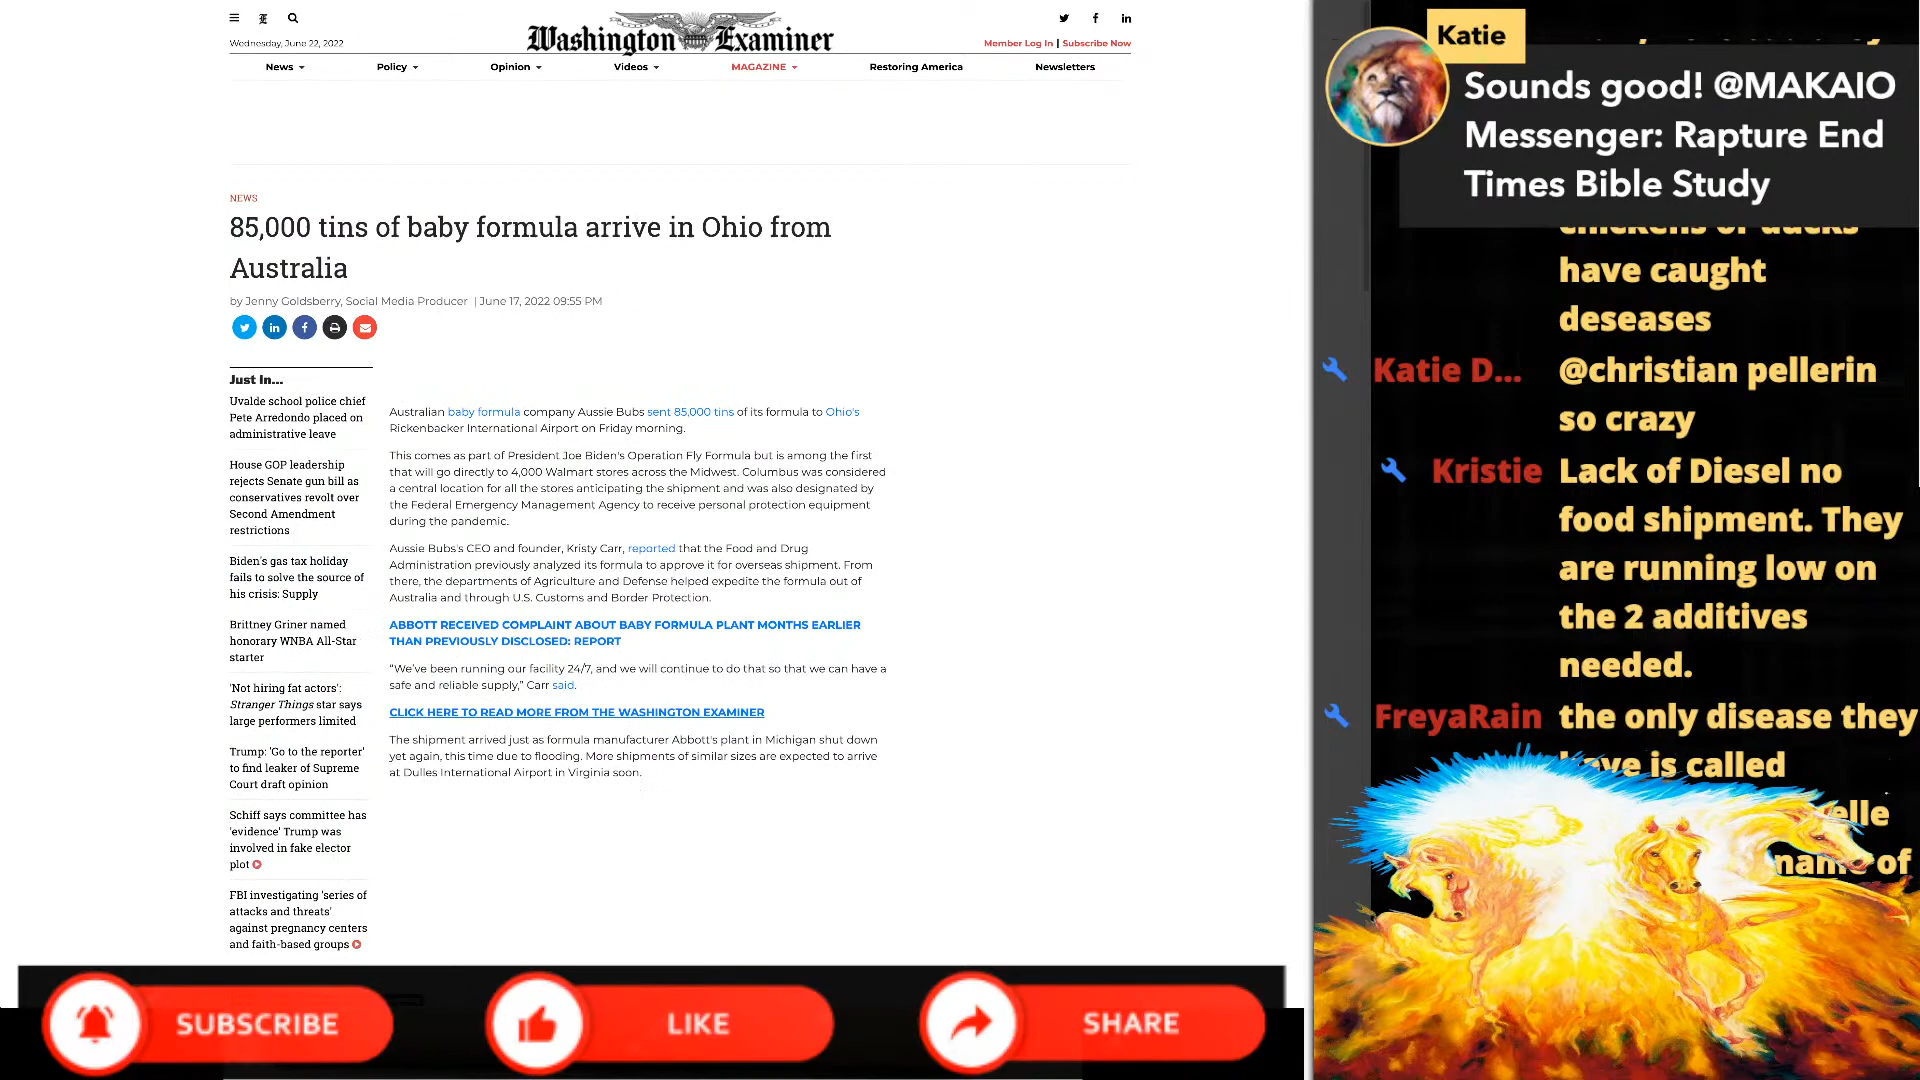 Wednesday, June 22, 2022
Washington Examiner
Member Log In | Subscribe Now
News
Policy
Opinion
Videos
MAGAZINE
Restoring America
Newsletters
NEWS
85,000 tins of baby formula arrive in Ohio from
Australia
by Jenny Goldsberry, Social Media Producer | June 17, 2022 09:55 PM
Just In...
Uvalde school police chief
Pete Arredondo placed on
administrative leave
House GOP leadership
rejects Senate gun bill as
conservatives revolt over
Second Amendment
restrictions
Biden's gas tax holiday
fails to solve the source of
his crisis: Supply
Brittney Griner named
honorary WNBA All-Star
starter
'Not hiring fat actors':
Stranger Things star says
large performers limited
Trump: 'Go to the reporter'
to find leaker of Supreme
Court draft opinion
Schiff says committee has
'evidence' Trump was
involved in fake elector
plot
FBI investigating 'series of
attacks and threats'
against pregnancy centers
and faith-based groups
Australian baby formula company Aussie Bubs sent 85,000 tins of its formula to Ohio's
Rickenbacker International Airport on Friday morning.
This comes as part of President Joe Biden's Operation Fly Formula but is among the first
that will go directly to 4,000 Walmart stores across the Midwest. Columbus was considered
a central location for all the stores anticipating the shipment and was also designated by
the Federal Emergency Management Agency to receive personal protection equipment
during the pandemic.
Aussie Bubs's CEO and founder, Kristy Carr, reported that the Food and Drug
Administration previously analyzed its formula to approve it for overseas shipment. From
there, the departments of Agriculture and Defense helped expedite the formula out of
Australia and through U.S. Customs and Border Protection.
ABBOTT RECEIVED COMPLAINT ABOUT BABY FORMULA PLANT MONTHS EARLIER
THAN PREVIOUSLY DISCLOSED: REPORT
"We've been running our facility 24/7, and we will continue to do that so that we can have a
safe and reliable supply," Carr said.
CLICK HERE TO READ MORE FROM THE WASHINGTON EXAMINER
The shipment arrived just as formula manufacturer Abbott's plant in Michigan shut down
yet again, this time due to flooding. More shipments of similar sizes are expected to arrive
at Dulles International Airport in Virginia soon.
SUBSCRIBE
LIKE
SHARE
Katie
Sounds good! @MAKAIO
Messenger: Rapture End
Times Bible Study
chickens or ducks
have caught
deseases
Katie D... @christian pellerin
so crazy
Kristie Lack of Diesel no
food shipment. They
are running low on
the 2 additives
needed.
FreyaRain the only disease they
have is called
name of